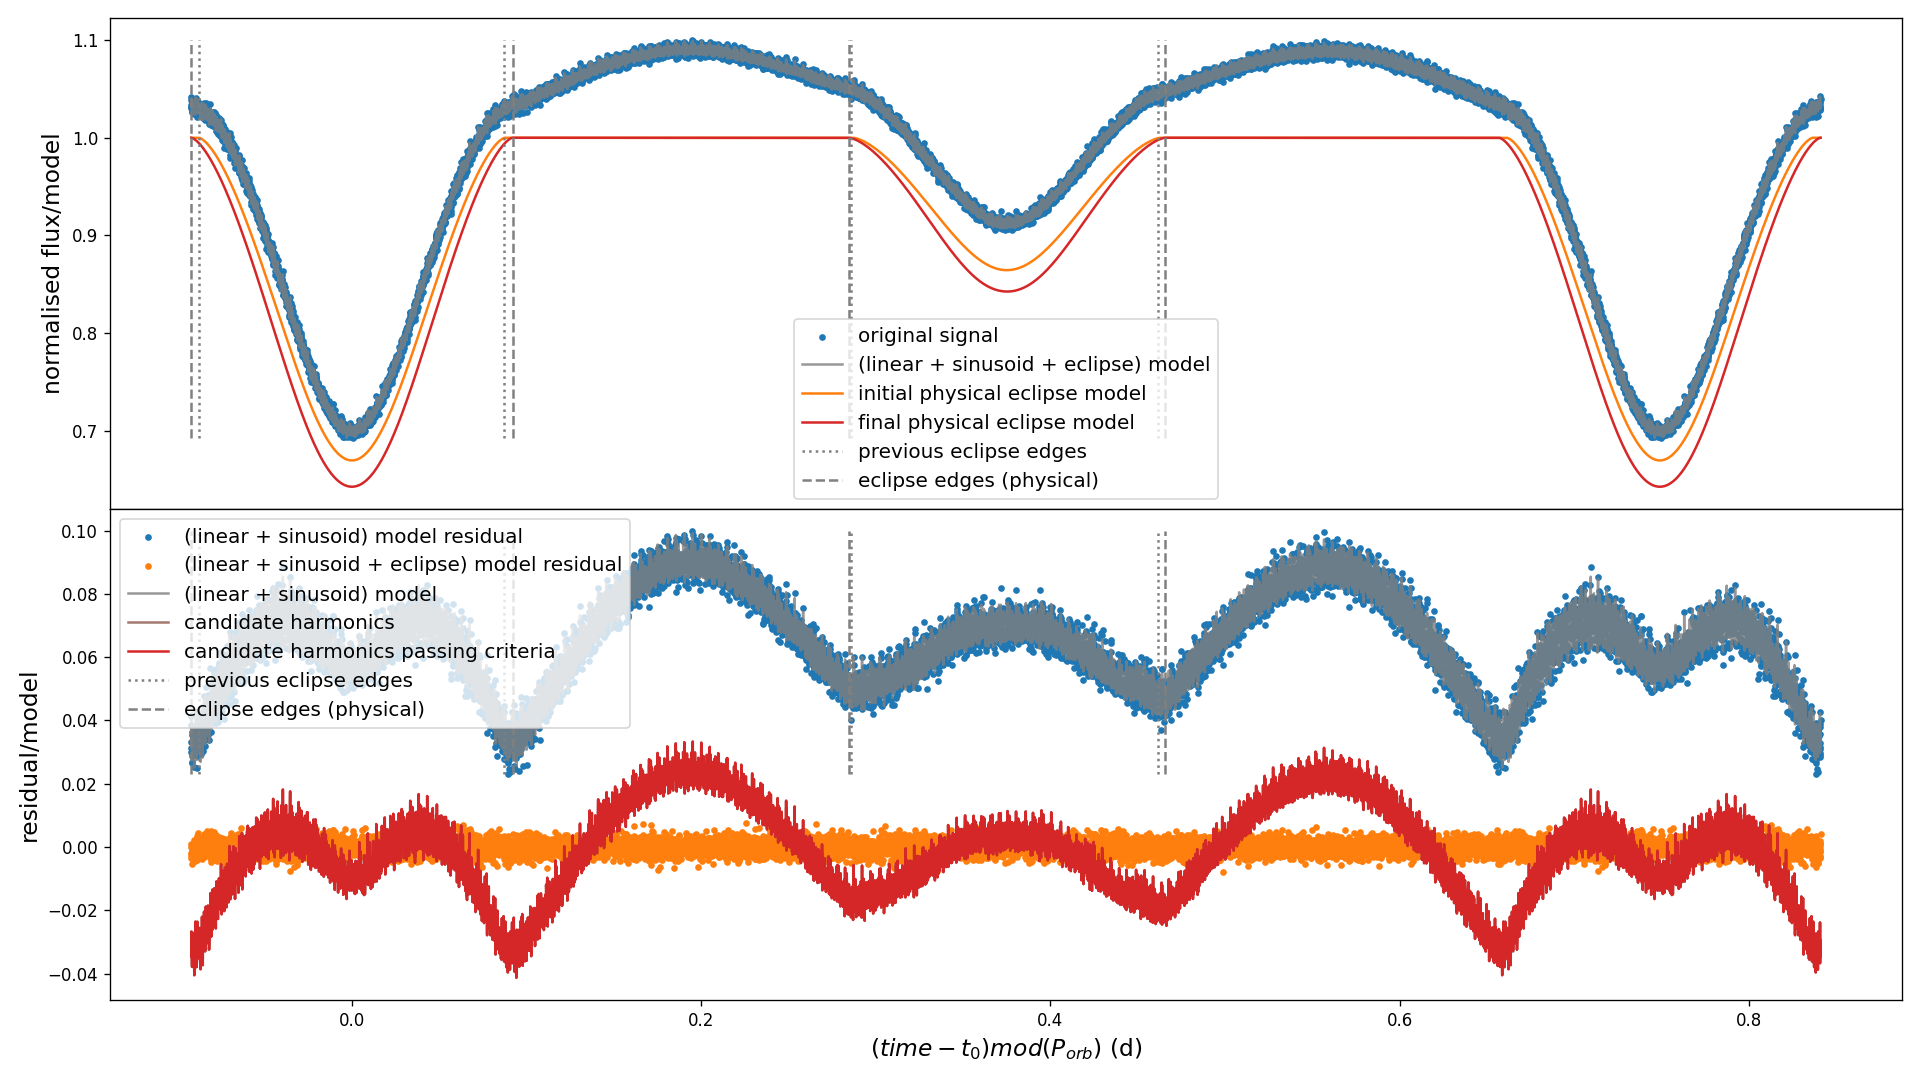 1.1
1.0
0.9
0.8
0.7
normalised flux/model
original signal
(linear + sinusoid + eclipse) model
initial physical eclipse model
final physical eclipse model
previous eclipse edges
eclipse edges (physical)
0.10
0.08
0.06
0.04
0.02
0.00
−0.02
−0.04
residual/model
(linear + sinusoid) model residual
(linear + sinusoid + eclipse) model residual
(linear + sinusoid) model
candidate harmonics
candidate harmonics passing criteria
previous eclipse edges
eclipse edges (physical)
0.0 0.2 0.4 0.6 0.8
(time − t₀)mod(P_orb) (d)